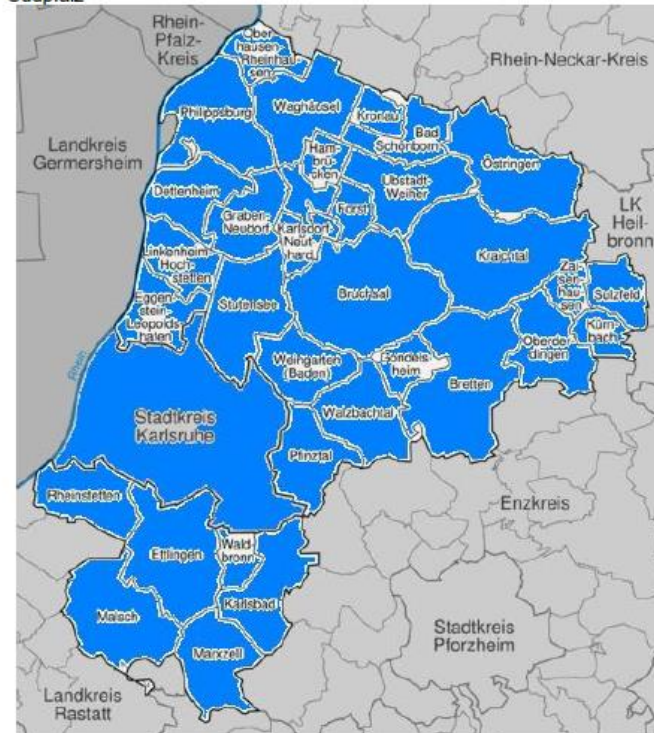 Rhein-
Pfalz-
Kreis
Ober
hausen
Rheinhau-
sen
Rhein-Neckar-Kreis
Waghäusel
Philippsburg
Kronau
Bad
Schönborn
Landkreis
Germersheim
Ham-
brü-
cken
Östringen
Dettenheim
Ubstadt-
Weiher
LK
Heil-
bronn
Graben-
Neudorf
Karlsdorf
Neut-
hard
Forst
Kraichtal
Linkenheim
Hoch-
stetten
Zai-
sen-
hau-
sen
Sulzfeld
Eggen-
stein
Leopolds-
hafen
Stutensee
Bruchsal
Kürn-
bach
Oberder-
dingen
Weingarten
(Baden)
Gondels-
heim
Bretten
Rhein
Walzbachtal
Stadtkreis
Karlsruhe
Pfinztal
Rheinstetten
Enzkreis
Wald-
bronn
Ettlingen
Karlsbad
Malsch
Stadtkreis
Pforzheim
Marxzell
Landkreis
Rastatt